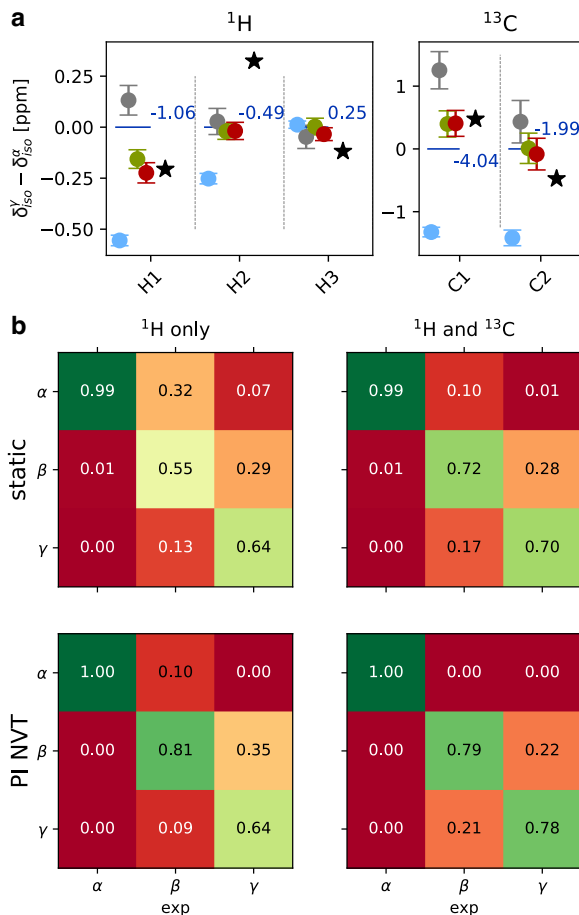 a
¹H
¹³C
δᵞᵢₛₒ − δᵅᵢₛₒ [ppm]
0.25
0.00
−0.25
−0.50
-1.06
-0.49
0.25
H1
H2
H3
1
0
−1
-4.04
-1.99
C1
C2
b
¹H only
¹H and ¹³C
static
α
β
γ
0.99 0.32 0.07
0.01 0.55 0.29
0.00 0.13 0.64
0.99 0.10 0.01
0.01 0.72 0.28
0.00 0.17 0.70
PI NVT
α
β
γ
1.00 0.10 0.00
0.00 0.81 0.35
0.00 0.09 0.64
1.00 0.00 0.00
0.00 0.79 0.22
0.00 0.21 0.78
α β γ
exp
α β γ
exp